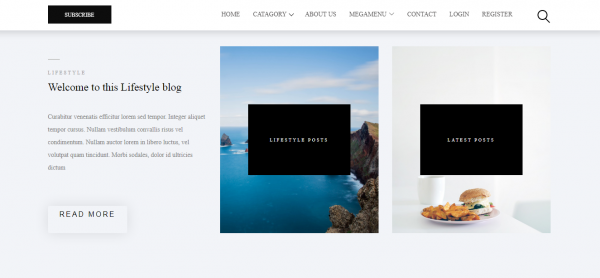 SUBSCRIBE
HOME CATAGORY ABOUT US MEGAMENU CONTACT LOGIN REGISTER
LIFESTYLE
Welcome to this Lifestyle blog
Curabitur venenatis efficitur lorem sed tempor. Integer aliquet
tempor cursus. Nullam vestibulum convallis risus vel
condimentum. Nullam auctor lorem in libero luctus, vel
volutpat quam tincidunt. Morbi sodales, dolor id ultricies
dictum
READ MORE
LIFESTYLE POSTS
LATEST POSTS